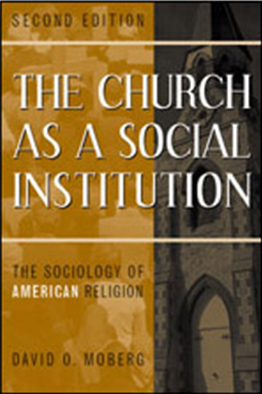 SECOND EDITION
THE CHURCH
AS A SOCIAL
INSTITUTION
THE SOCIOLOGY OF
AMERICAN RELIGION
DAVID O. MOBERG